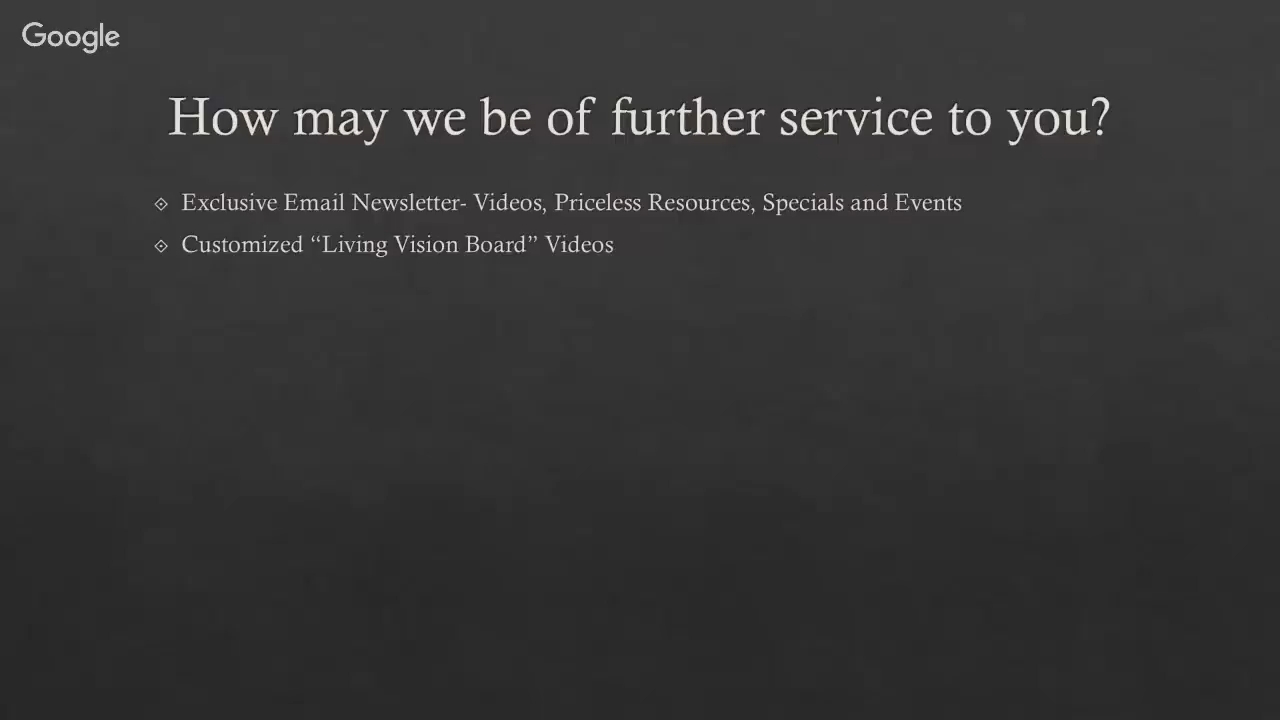 Google
How may we be of further service to you?
Exclusive Email Newsletter- Videos, Priceless Resources, Specials and Events
Customized “Living Vision Board” Videos